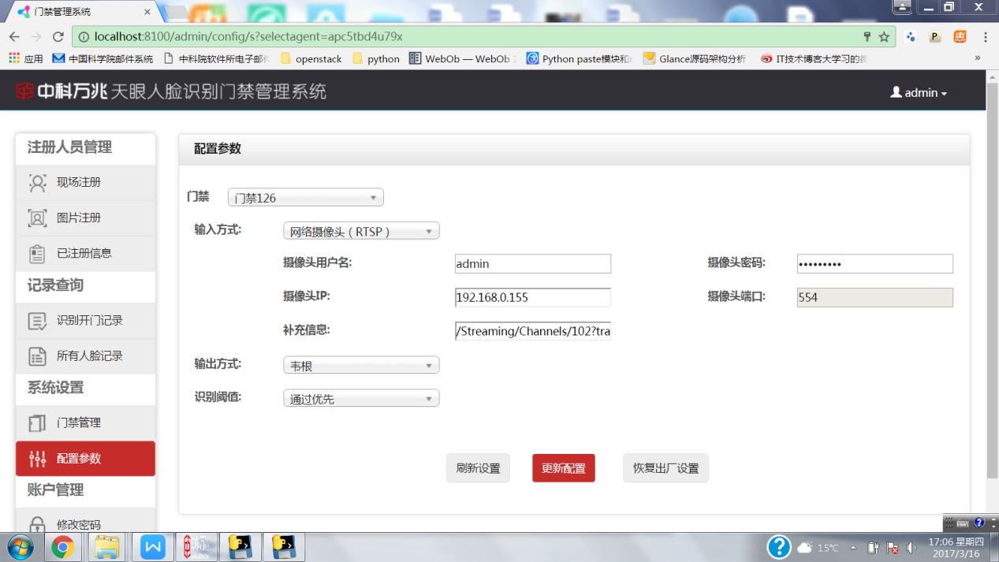 门禁管理系统
localhost:8100/admin/config/s?selectagent=apc5tbd4u79x
应用 中国科学院邮件系统 中科院软件所电子邮件 openstack python WebOb — WebOb Python paste模块和 Glance源码架构分析 IT技术博客大学习的微
中科万兆 天眼人脸识别门禁管理系统
admin
注册人员管理
现场注册
图片注册
已注册信息
记录查询
识别开门记录
所有人脸记录
系统设置
门禁管理
配置参数
账户管理
修改密码
配置参数
门禁 门禁126
输入方式: 网络摄像头（RTSP）
摄像头用户名: admin 摄像头密码: •••••••••
摄像头IP: 192.168.0.155 摄像头端口: 554
补充信息: /Streaming/Channels/102?tra
输出方式: 韦根
识别阈值: 通过优先
刷新设置 更新配置 恢复出厂设置
15℃
17:06 星期四
2017/3/16